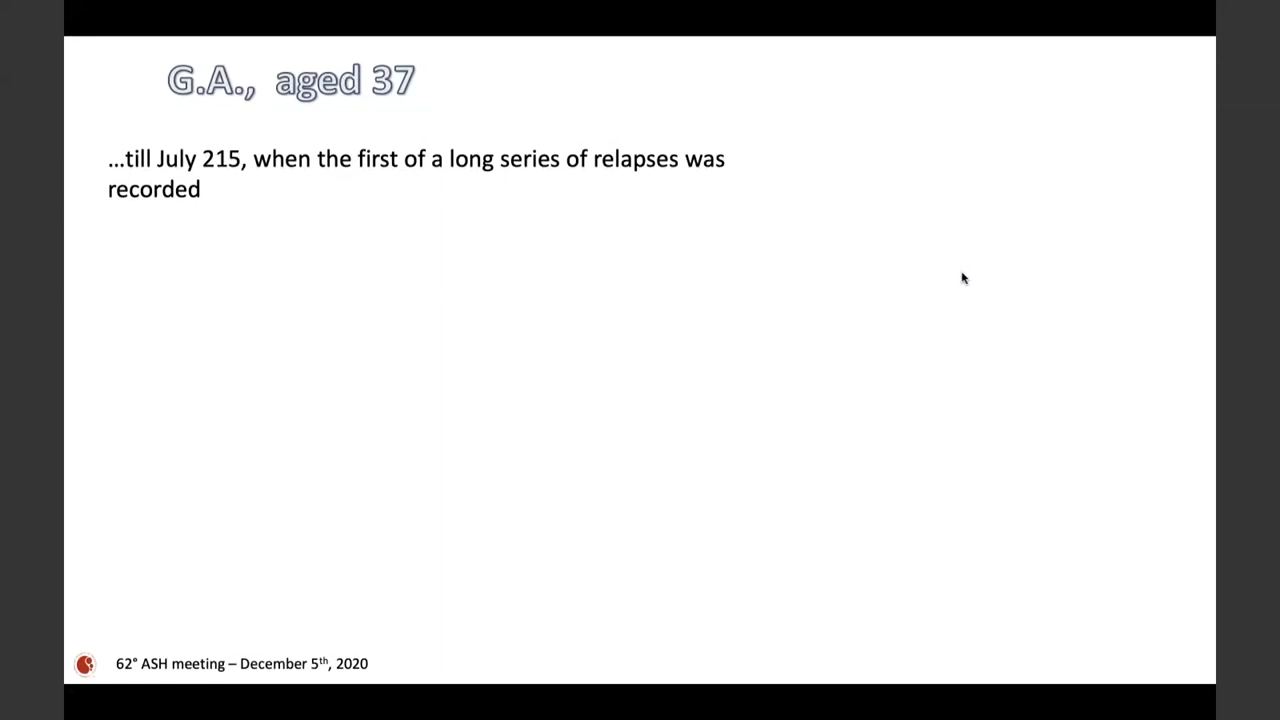 G.A., aged 37
…till July 215, when the first of a long series of relapses was
recorded
62° ASH meeting – December 5th, 2020